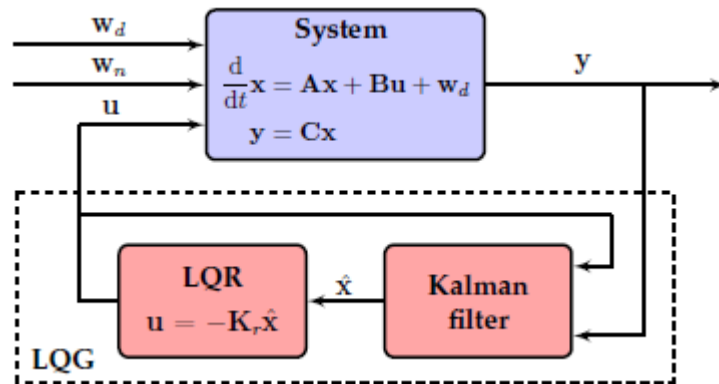 w_d
System
w_n
d/dt x = Ax + Bu + w_d
y
u
y = Cx
LQR
u = −K_r x̂
x̂
Kalman
filter
LQG